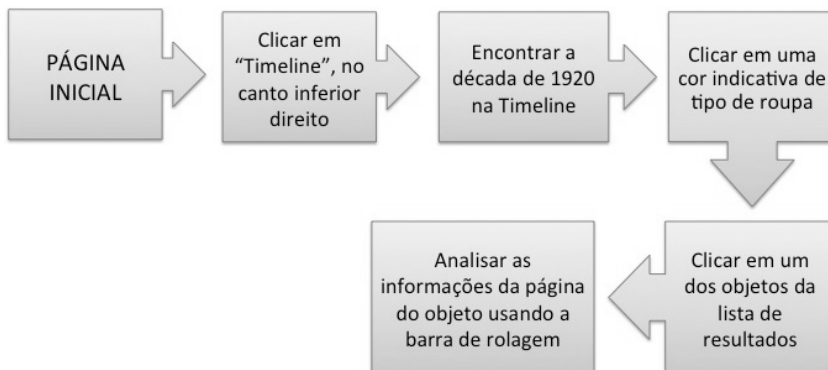 PÁGINA
INICIAL
Clicar em
“Timeline”, no
canto inferior
direito
Encontrar a
década de 1920
na Timeline
Clicar em uma
cor indicativa de
tipo de roupa
Clicar em um
dos objetos da
lista de
resultados
Analisar as
informações da página
do objeto usando a
barra de rolagem